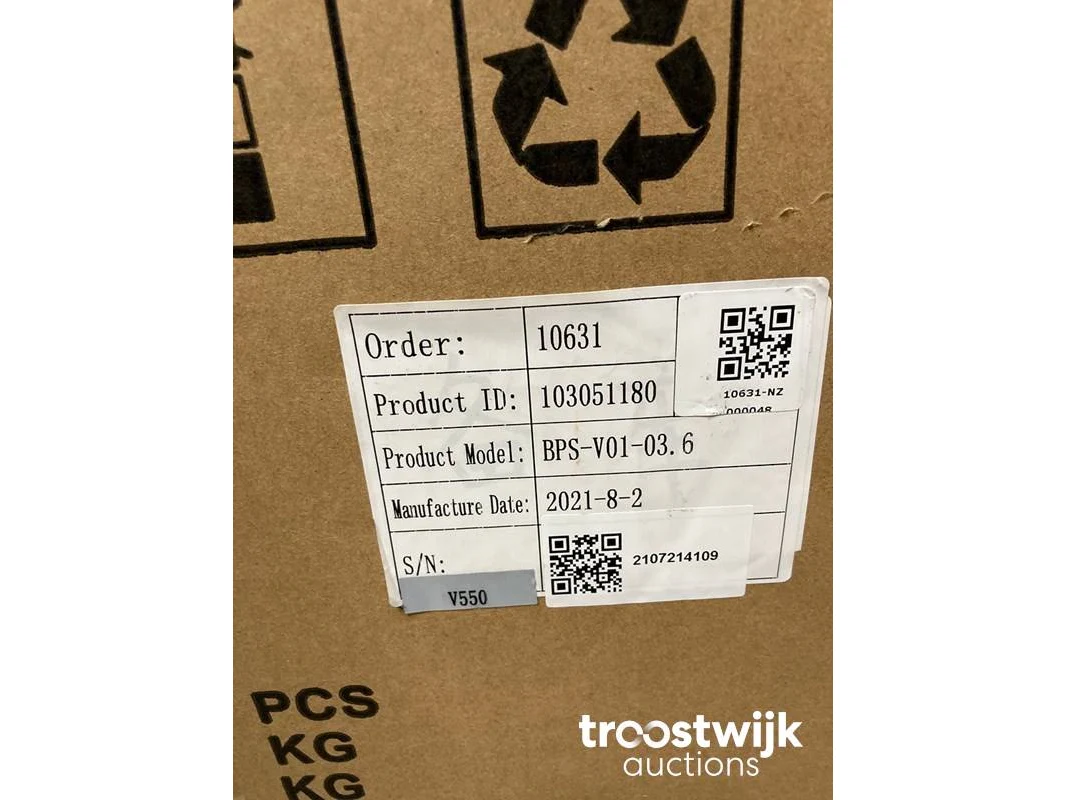 Order: 10631
10631-NZ
000048
Product ID: 103051180
Product Model: BPS-V01-03.6
Manufacture Date: 2021-8-2
S/N: 2107214109
V550
PCS
KG
KG
troostwijk
auctions